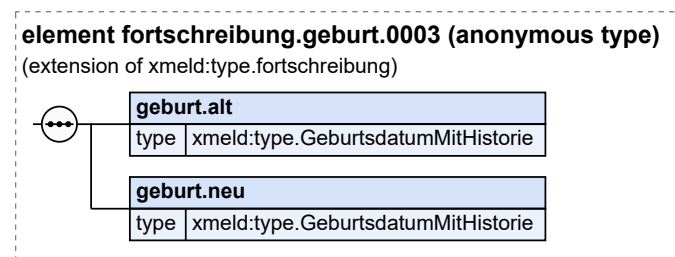 element fortschreibung.geburt.0003 (anonymous type)
(extension of xmeld:type.fortschreibung)
geburt.alt
type xmeld:type.GeburtsdatumMitHistorie
geburt.neu
type xmeld:type.GeburtsdatumMitHistorie